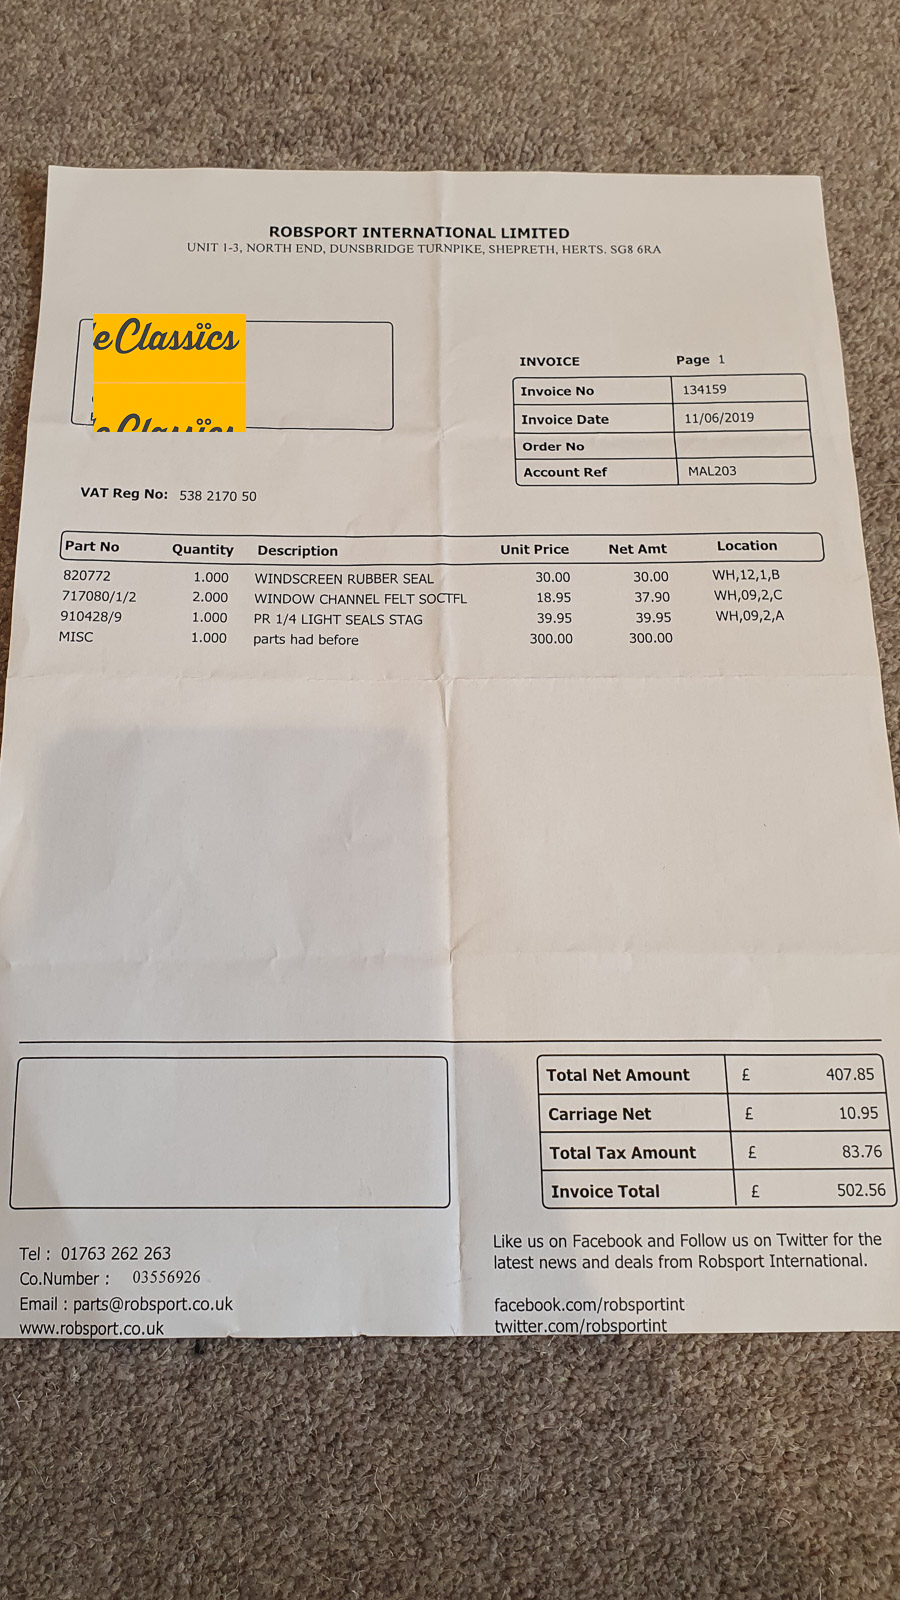 ROBSPORT INTERNATIONAL LIMITED
UNIT 1-3, NORTH END, DUNSBRIDGE TURNPIKE, SHEPRETH, HERTS. SG8 6RA
e Classics
Classics
INVOICE Page 1
Invoice No 134159
Invoice Date 11/06/2019
Order No
Account Ref MAL203
VAT Reg No: 538 2170 50
Part No Quantity Description Unit Price Net Amt Location
820772 1.000 WINDSCREEN RUBBER SEAL 30.00 30.00 WH,12,1,B
717080/1/2 2.000 WINDOW CHANNEL FELT SOCTFL 18.95 37.90 WH,09,2,C
910428/9 1.000 PR 1/4 LIGHT SEALS STAG 39.95 39.95 WH,09,2,A
MISC 1.000 parts had before 300.00 300.00
Total Net Amount £ 407.85
Carriage Net £ 10.95
Total Tax Amount £ 83.76
Invoice Total £ 502.56
Tel : 01763 262 263
Co.Number : 03556926
Email : parts@robsport.co.uk
www.robsport.co.uk
Like us on Facebook and Follow us on Twitter for the
latest news and deals from Robsport International.
facebook.com/robsportint
twitter.com/robsportint